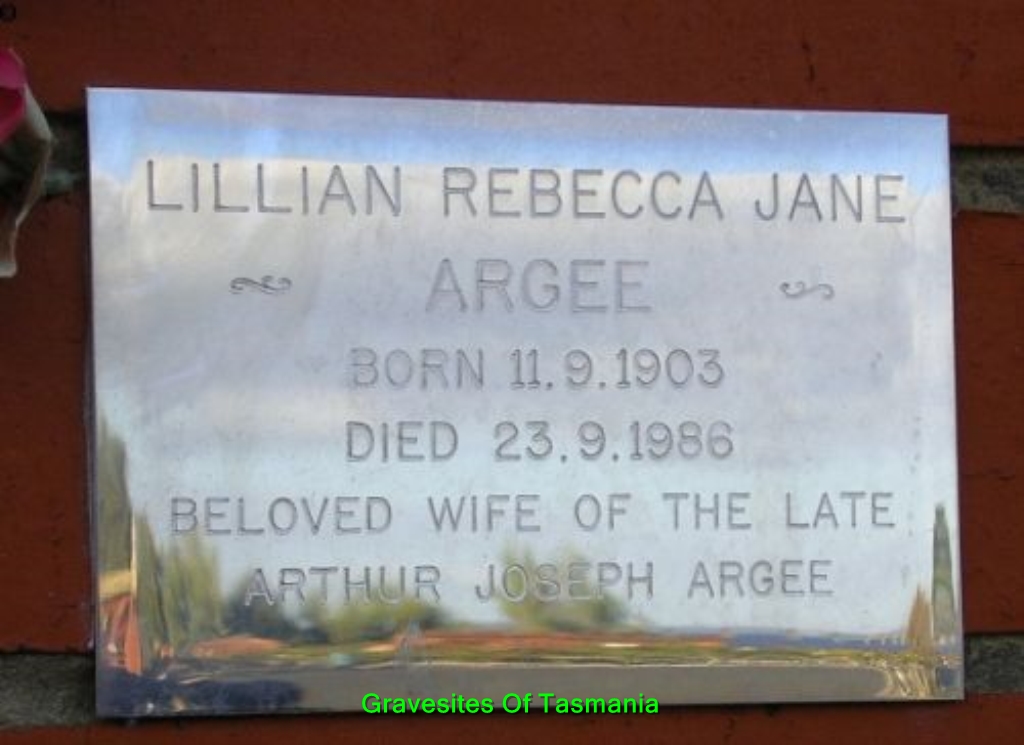 LILLIAN REBECCA JANE
ARGEE
BORN 11.9.1903
DIED 23.9.1986
BELOVED WIFE OF THE LATE
ARTHUR JOSEPH ARGEE
Gravesites Of Tasmania